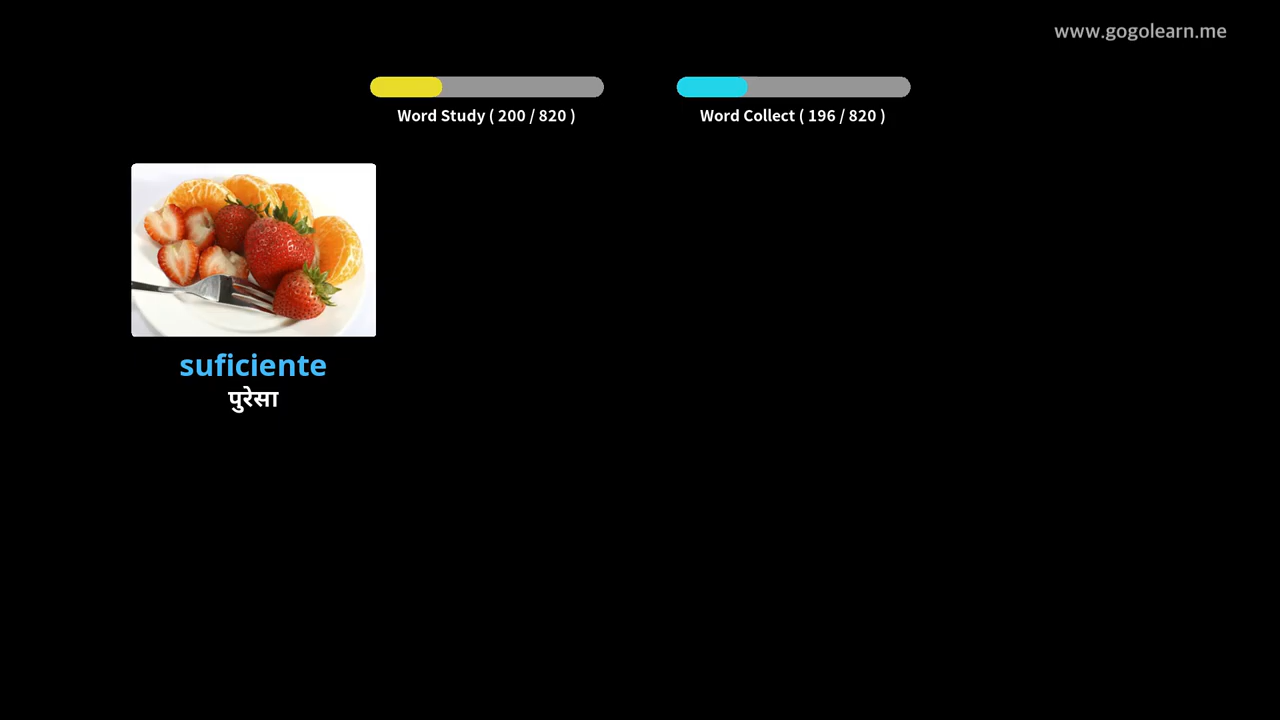 www.gogolearn.me
Word Study ( 200 / 820 )
Word Collect ( 196 / 820 )
suficiente
पुरेसा